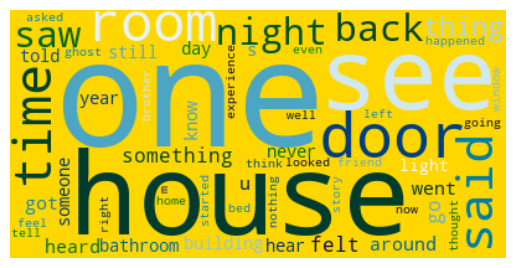 asked
saw
room
night
back
thing
told
ghost
still
day
s
even
happened
one
see
time
year
brother
know
experience
well
left
window
going
door
something
never
think
looked
friend
light
house
said
someone
got
right
m
home
started
bed
u
nothing
story
now
went
go
thought
feel
tell
heard
bathroom
building
hear
felt
around